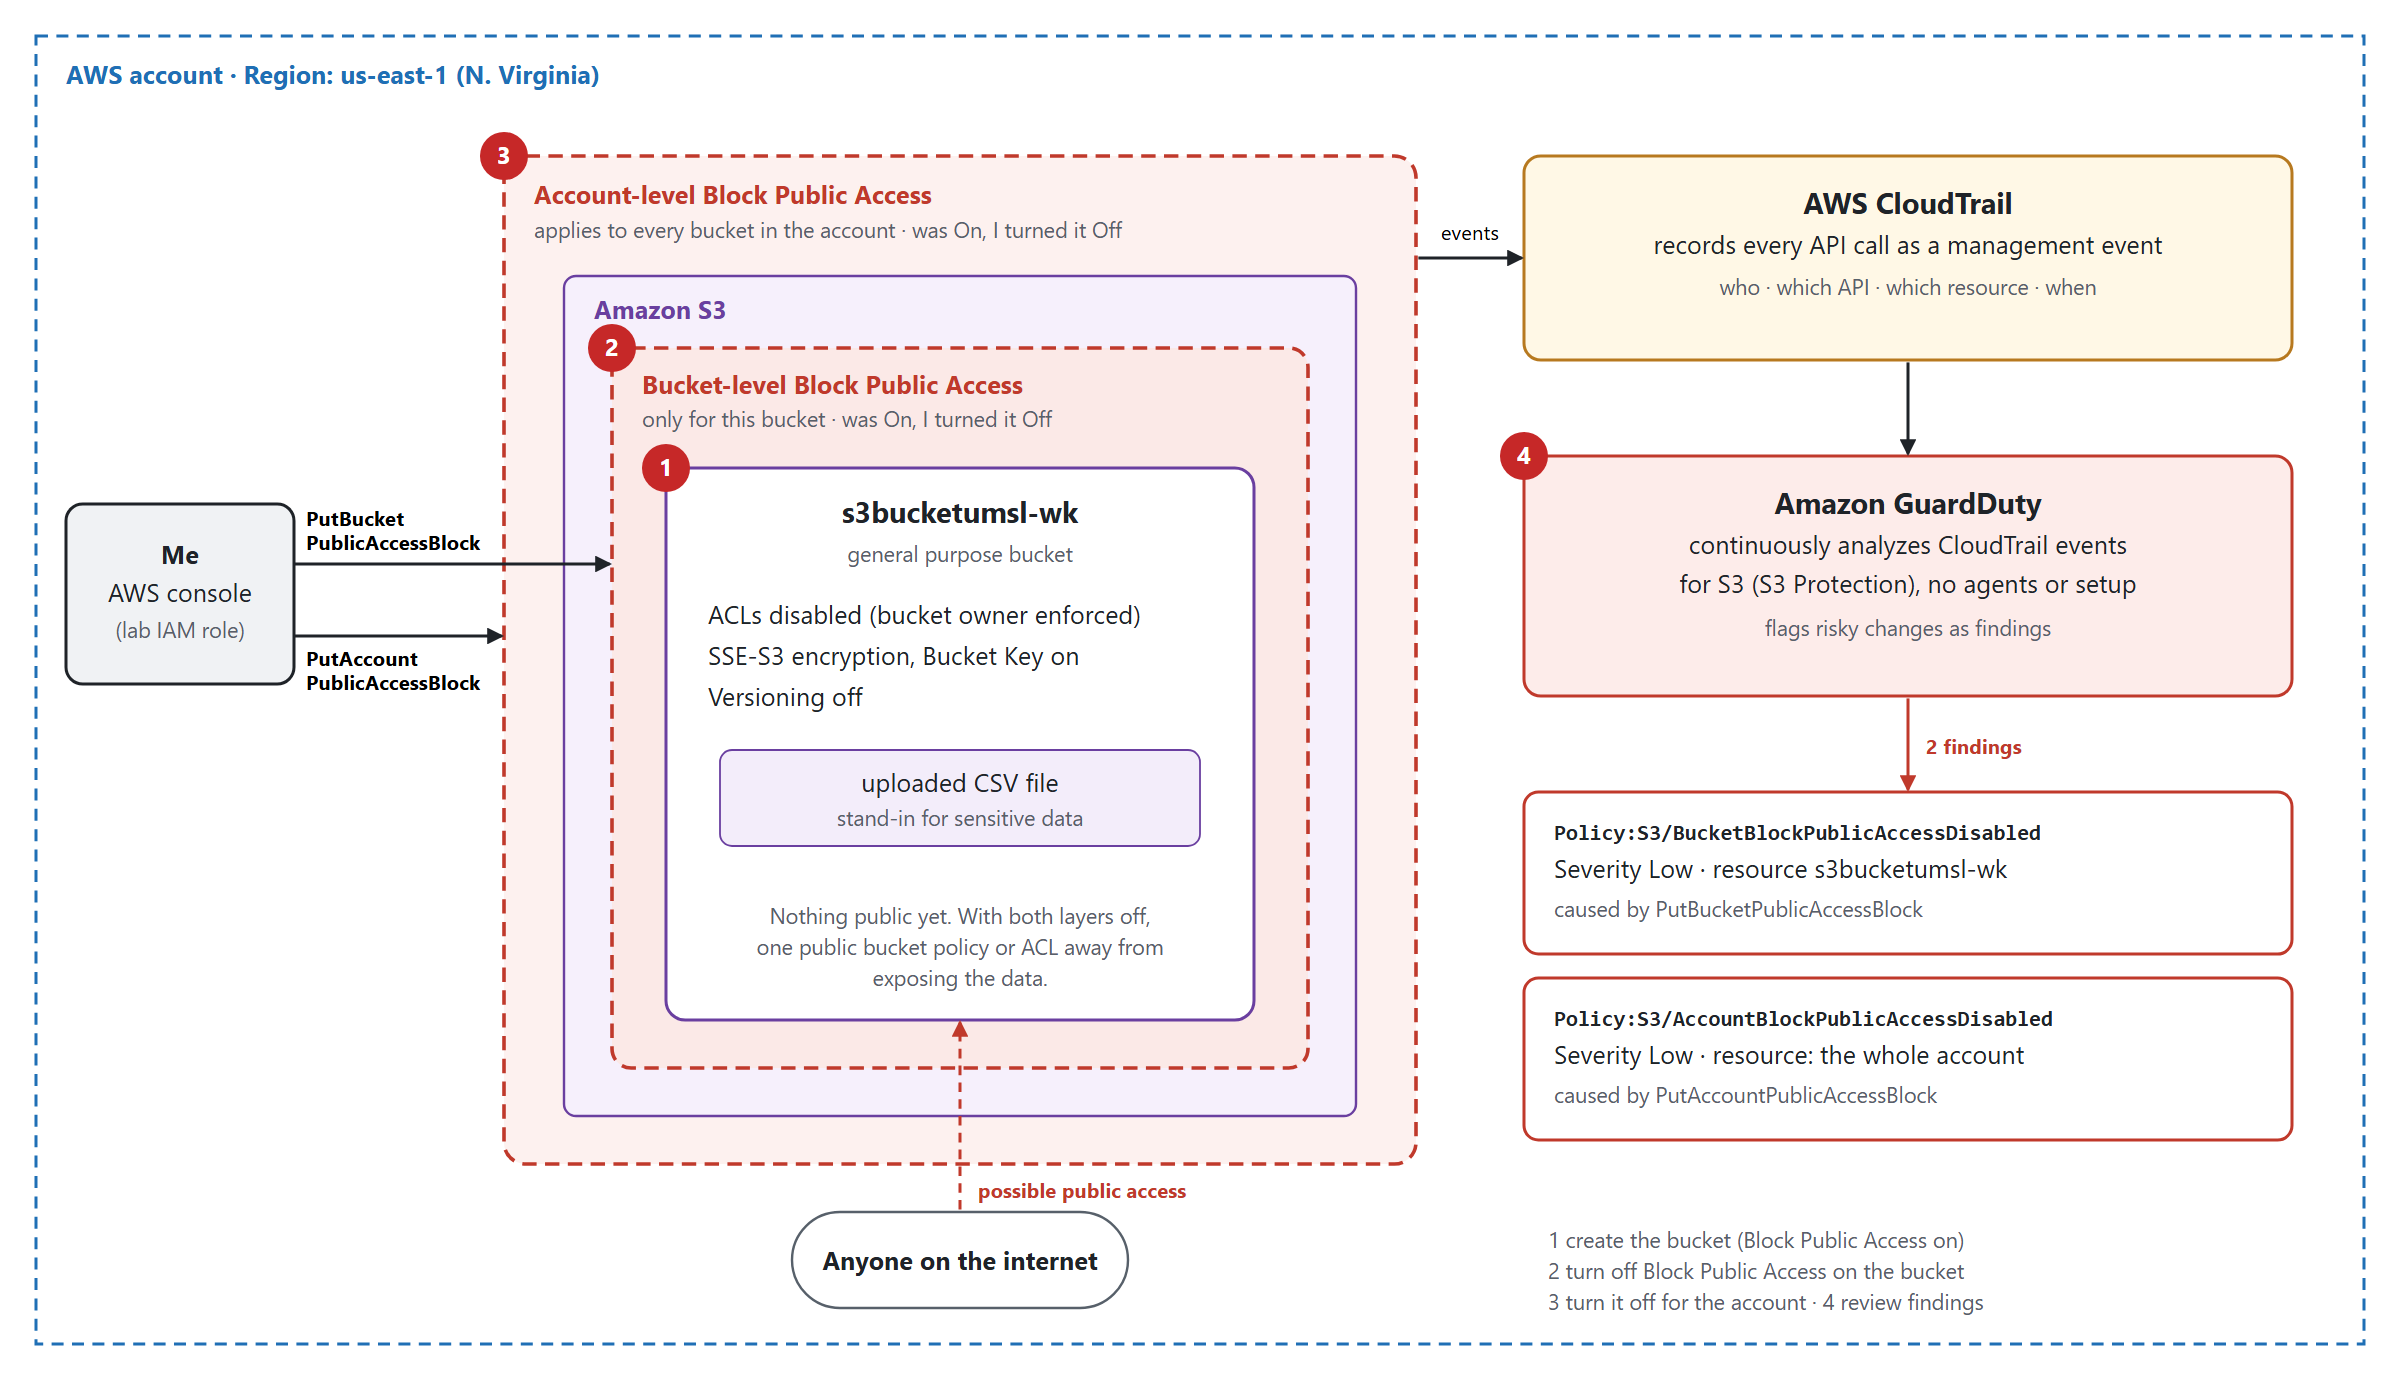 AWS account · Region: us-east-1 (N. Virginia)
3
Account-level Block Public Access
applies to every bucket in the account · was On, I turned it Off
Amazon S3
2
Bucket-level Block Public Access
only for this bucket · was On, I turned it Off
1
s3bucketumsl-wk
general purpose bucket
ACLs disabled (bucket owner enforced)
SSE-S3 encryption, Bucket Key on
Versioning off
uploaded CSV file
stand-in for sensitive data
Nothing public yet. With both layers off,
one public bucket policy or ACL away from
exposing the data.
Me
AWS console
(lab IAM role)
PutBucket
PublicAccessBlock
PutAccount
PublicAccessBlock
possible public access
Anyone on the internet
events
AWS CloudTrail
records every API call as a management event
who · which API · which resource · when
4
Amazon GuardDuty
continuously analyzes CloudTrail events
for S3 (S3 Protection), no agents or setup
flags risky changes as findings
2 findings
Policy:S3/BucketBlockPublicAccessDisabled
Severity Low · resource s3bucketumsl-wk
caused by PutBucketPublicAccessBlock
Policy:S3/AccountBlockPublicAccessDisabled
Severity Low · resource: the whole account
caused by PutAccountPublicAccessBlock
1 create the bucket (Block Public Access on)
2 turn off Block Public Access on the bucket
3 turn it off for the account · 4 review findings